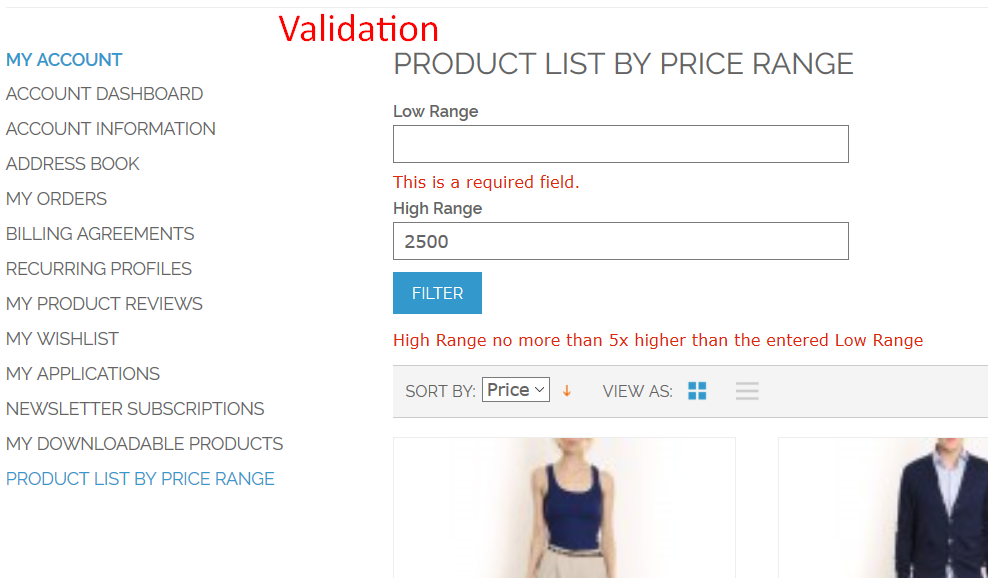 Validation
MY ACCOUNT
ACCOUNT DASHBOARD
ACCOUNT INFORMATION
ADDRESS BOOK
MY ORDERS
BILLING AGREEMENTS
RECURRING PROFILES
MY PRODUCT REVIEWS
MY WISHLIST
MY APPLICATIONS
NEWSLETTER SUBSCRIPTIONS
MY DOWNLOADABLE PRODUCTS
PRODUCT LIST BY PRICE RANGE
PRODUCT LIST BY PRICE RANGE
Low Range
This is a required field.
High Range
2500
FILTER
High Range no more than 5x higher than the entered Low Range
SORT BY: Price VIEW AS: